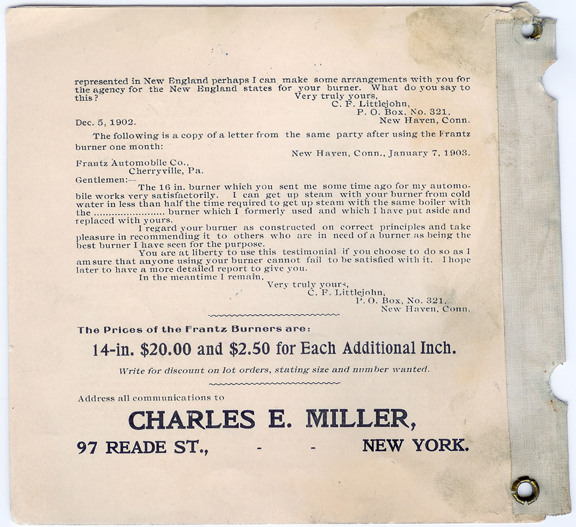 represented in New England perhaps I can make some arrangements with you for
the agency for the New England states for your burner. What do you say to
this? Very truly yours,
C. F. Littlejohn,
P. O. Box. No. 321,
Dec. 5, 1902. New Haven, Conn.
The following is a copy of a letter from the same party after using the Frantz
burner one month:
New Haven, Conn., January 7, 1903.
Frantz Automobile Co.,
Cherryville, Pa.
Gentlemen:—
The 16 in. burner which you sent me some time ago for my automo-
bile works very satisfactorily. I can get up steam with your burner from cold
water in less than half the time required to get up steam with the same boiler with
the ........................ burner which I formerly used and which I have put aside and
replaced with yours.
I regard your burner as constructed on correct principles and take
pleasure in recommending it to others who are in need of a burner as being the
best burner I have seen for the purpose.
You are at liberty to use this testimonial if you choose to do so as I
am sure that anyone using your burner cannot fail to be satisfied with it. I hope
later to have a more detailed report to give you.
In the meantime I remain,
Very truly yours,
C. F. Littlejohn,
P. O. Box, No. 321,
New Haven, Conn.
The Prices of the Frantz Burners are:
14-in. $20.00 and $2.50 for Each Additional Inch.
Write for discount on lot orders, stating size and number wanted.
Address all communications to
CHARLES E. MILLER,
97 READE ST., - - NEW YORK.